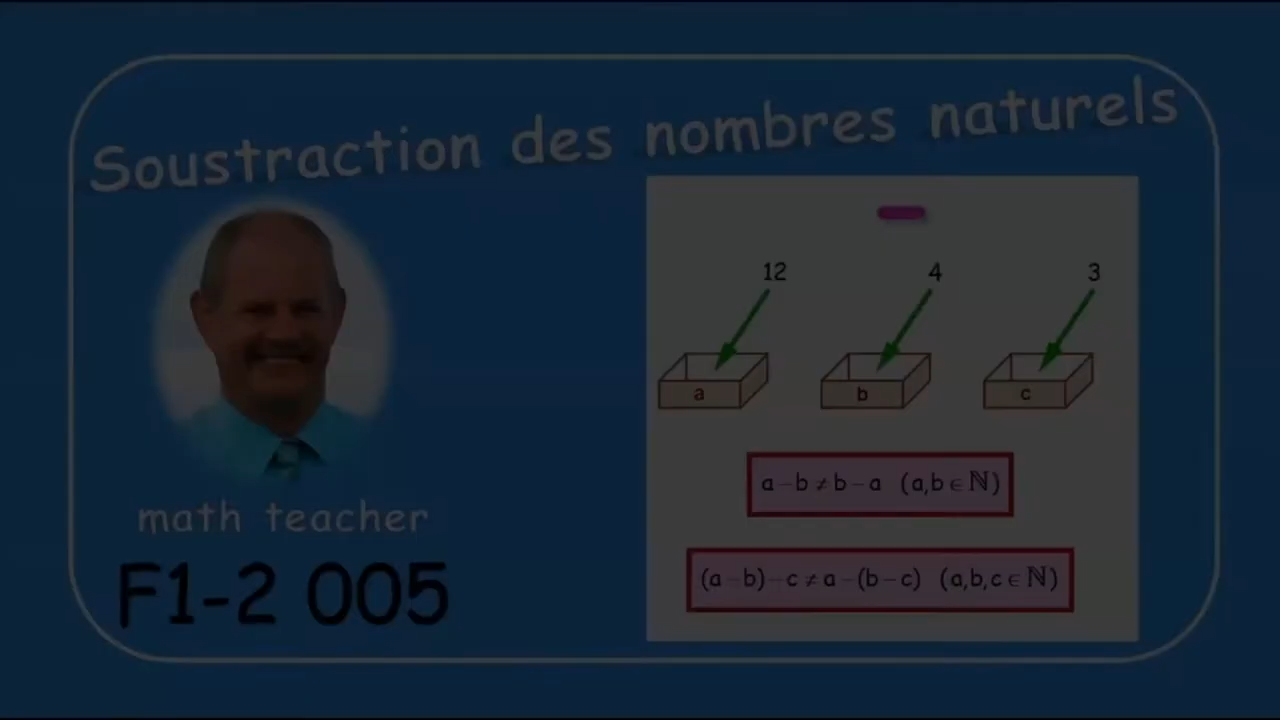 Soustraction des nombres naturels
12 4 3
a b c
a-b≠b-a (a,b∈ℕ)
(a-b)-c≠a-(b-c) (a,b,c∈ℕ)
math teacher
F1-2 005